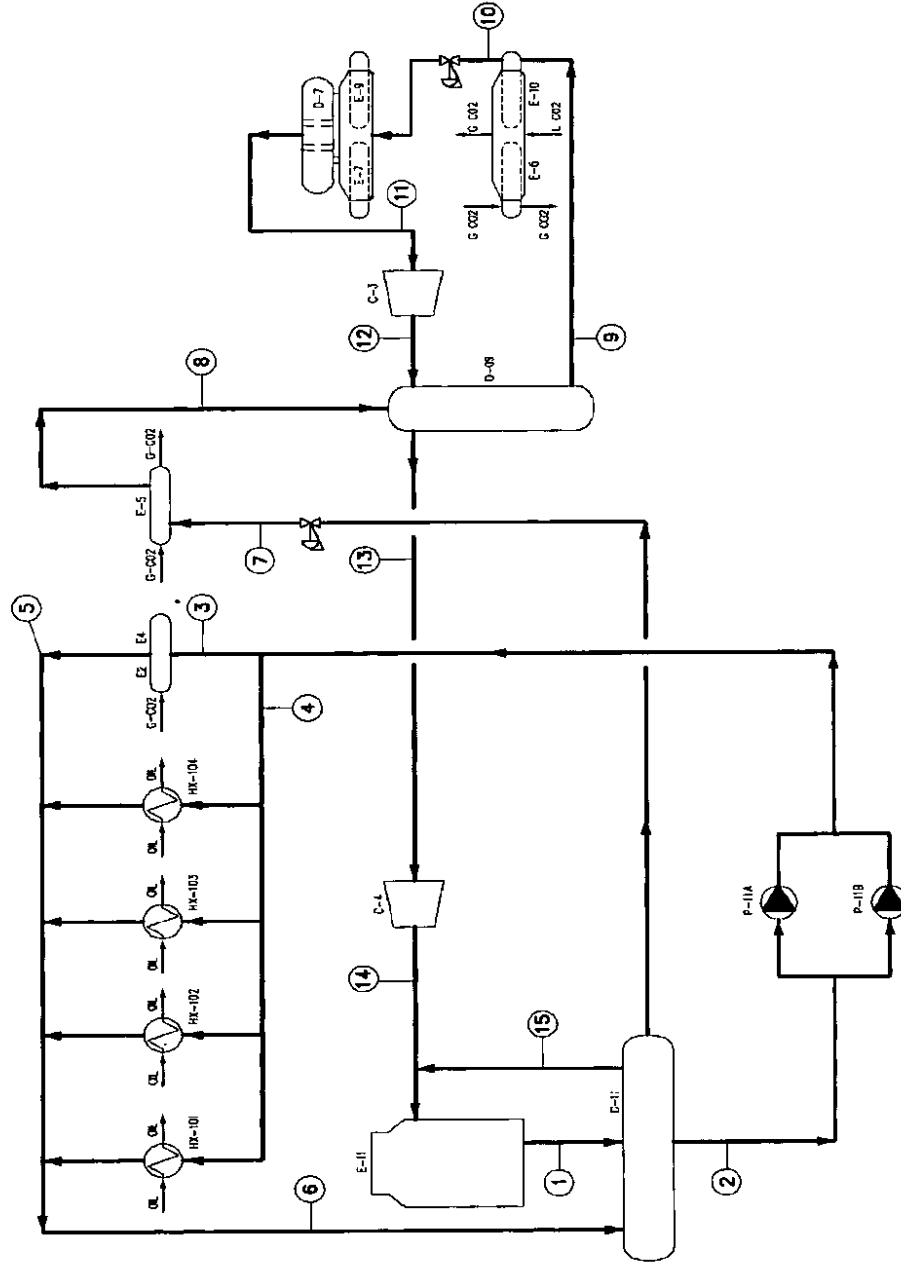 10
D-7
E-7
E-9
G CO2
E-10
L CO2
E-6
G CO2
G CO2
11
C-3
12
D-09
9
8
G-CO2
E-5
G-CO2
7
13
5
E4
E2
G-CO2
3
4
OIL
HX-104
OIL
OIL
HX-103
OIL
OIL
HX-102
OIL
OIL
HX-101
OIL
6
C-4
14
15
E-11
1
D-11
2
P-11A
P-11B